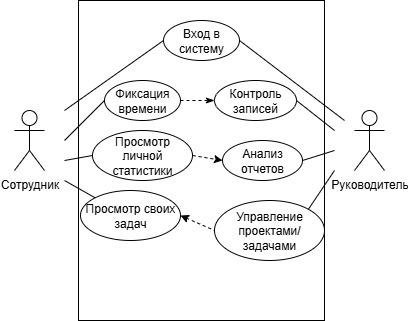 Вход в
систему
Фиксация
времени
Контроль
записей
Просмотр
личной
статистики
Анализ
отчетов
Сотрудник
Руководитель
Просмотр своих
задач
Управление
проектами/
задачами